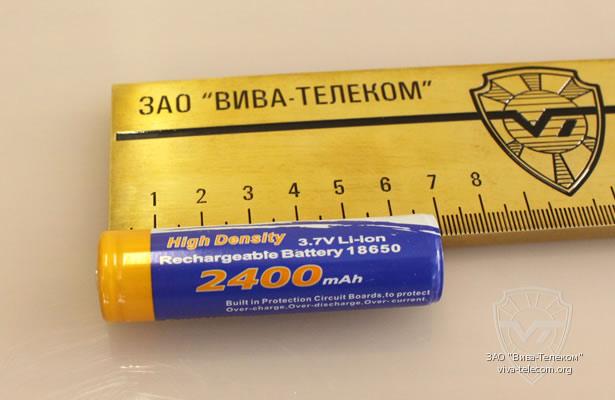 ЗАО "ВИВА-ТЕЛЕКОМ"
1 2 3 4 5 6 7 8
High Density 3.7V Li-Ion
Rechargeable Battery 18650
2400 mAh
Built in Protection Circuit Boards,to protect
Over-charge.Over-discharge.Over-current.
ЗАО "Вива-Телеком"
viva-telecom.org